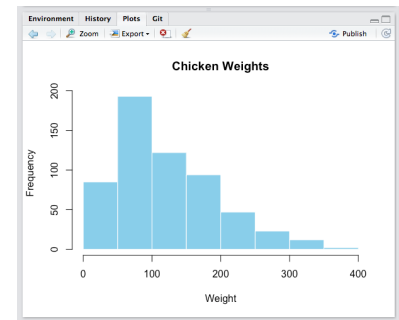 Environment History Plots Git
Zoom Export Publish
Chicken Weights
Frequency
200
150
100
50
0
0 100 200 300 400
Weight